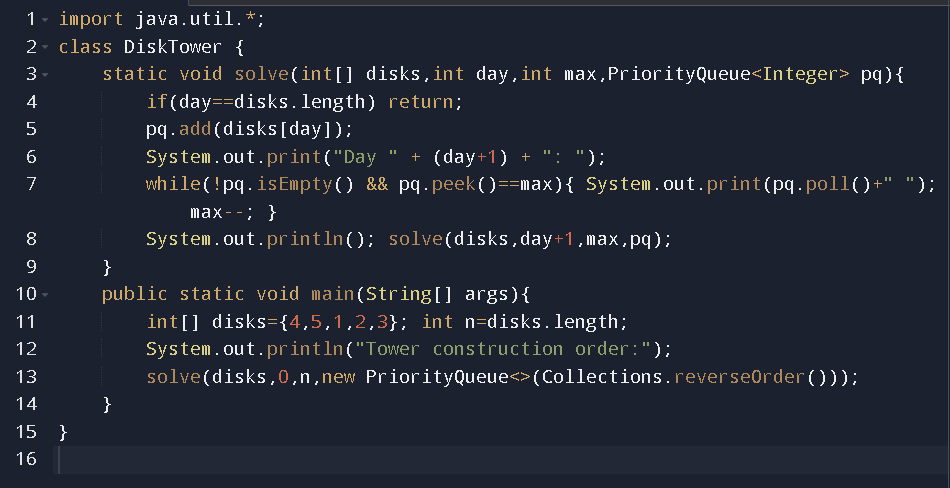 1 import java.util.*;
2 class DiskTower {
3     static void solve(int[] disks,int day,int max,PriorityQueue<Integer> pq){
4         if(day==disks.length) return;
5         pq.add(disks[day]);
6         System.out.print("Day " + (day+1) + ": ");
7         while(!pq.isEmpty() && pq.peek()==max){ System.out.print(pq.poll()+" ");
            max--; }
8         System.out.println(); solve(disks,day+1,max,pq);
9     }
10     public static void main(String[] args){
11         int[] disks={4,5,1,2,3}; int n=disks.length;
12         System.out.println("Tower construction order:");
13         solve(disks,0,n,new PriorityQueue<>(Collections.reverseOrder()));
14     }
15 }
16